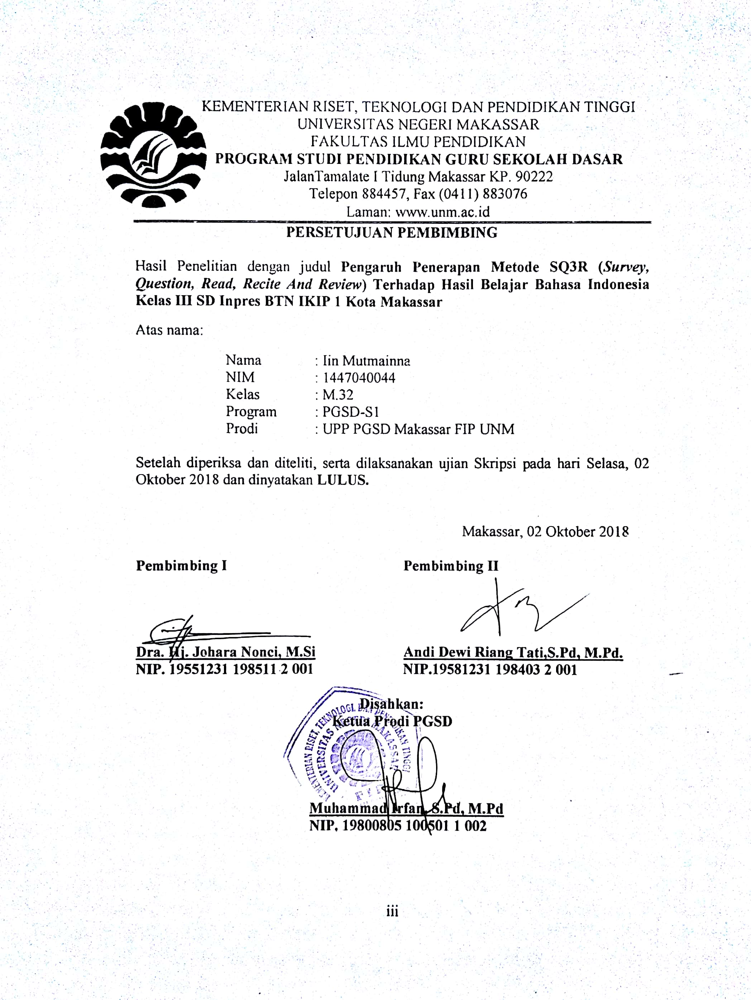 KEMENTERIAN RISET, TEKNOLOGI DAN PENDIDIKAN TINGGI
UNIVERSITAS NEGERI MAKASSAR
FAKULTAS ILMU PENDIDIKAN
PROGRAM STUDI PENDIDIKAN GURU SEKOLAH DASAR
JalanTamalate I Tidung Makassar KP. 90222
Telepon 884457, Fax (0411) 883076
Laman: www.unm.ac.id
PERSETUJUAN PEMBIMBING
Hasil Penelitian dengan judul Pengaruh Penerapan Metode SQ3R (Survey,
Question, Read, Recite And Review) Terhadap Hasil Belajar Bahasa Indonesia
Kelas III SD Inpres BTN IKIP 1 Kota Makassar
Atas nama:
Nama : Iin Mutmainna
NIM : 1447040044
Kelas : M.32
Program : PGSD-S1
Prodi : UPP PGSD Makassar FIP UNM
Setelah diperiksa dan diteliti, serta dilaksanakan ujian Skripsi pada hari Selasa, 02
Oktober 2018 dan dinyatakan LULUS.
Makassar, 02 Oktober 2018
Pembimbing I Pembimbing II
Dra. Hj. Johara Nonci, M.Si Andi Dewi Riang Tati,S.Pd, M.Pd.
NIP. 19551231 198511 2 001 NIP.19581231 198403 2 001
Disahkan:
Ketua Prodi PGSD
KEMENTERIAN RISET, TEKNOLOGI, DAN PENDIDIKAN TINGGI
UNIVERSITAS NEGERI MAKASSAR
FIP
Muhammad Irfan, S.Pd, M.Pd
NIP. 19800805 100501 1 002
iii